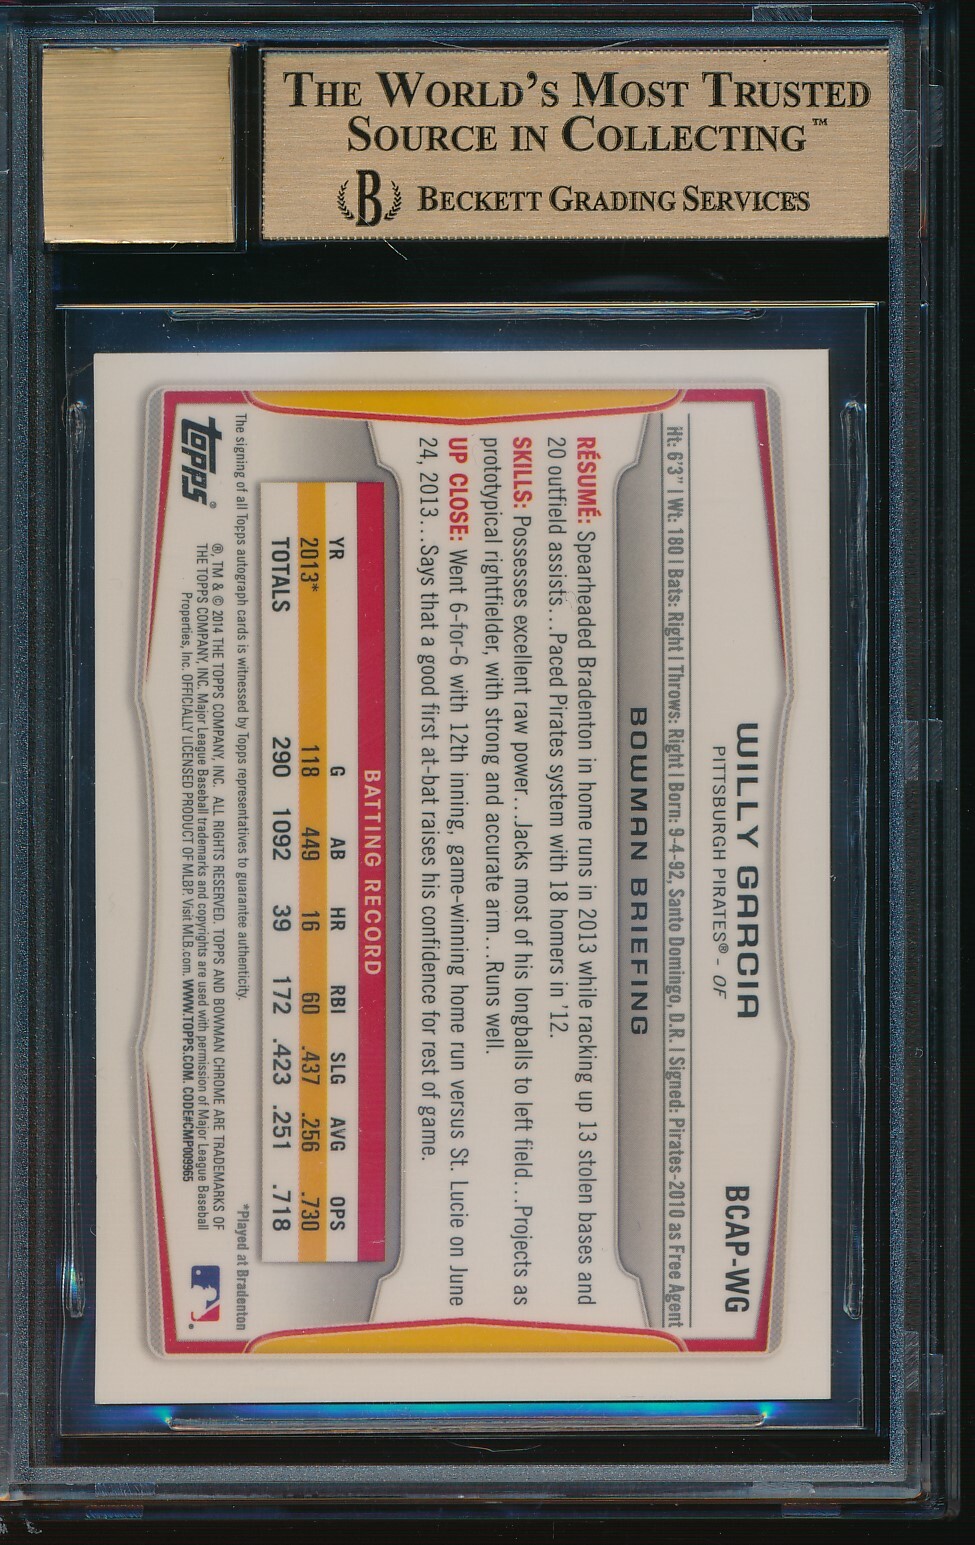 THE WORLD'S MOST TRUSTED
SOURCE IN COLLECTING™
B BECKETT GRADING SERVICES
WILLY GARCIA
PITTSBURGH PIRATES® - OF
BCAP-WG
Ht: 6'3" | Wt: 180 | Bats: Right | Throws: Right | Born: 9-4-92, Santo Domingo, D.R. | Signed: Pirates-2010 as Free Agent
BOWMAN BRIEFING
RÉSUMÉ: Spearheaded Bradenton in home runs in 2013 while racking up 13 stolen bases and
20 outfield assists...Paced Pirates system with 18 homers in '12.
SKILLS: Possesses excellent raw power...Jacks most of his longballs to left field...Projects as
prototypical rightfielder, with strong and accurate arm...Runs well.
UP CLOSE: Went 6-for-6 with 12th inning, game-winning home run versus St. Lucie on June
24, 2013...Says that a good first at-bat raises his confidence for rest of game.
BATTING RECORD
YR G AB HR RBI SLG AVG OPS
2013* 118 449 16 60 .437 .256 .730
TOTALS 290 1092 39 172 .423 .251 .718
The signing of all Topps autograph cards is witnessed by Topps representatives to guarantee authenticity. *Played at Bradenton
topps®
®, TM & © 2014 THE TOPPS COMPANY, INC. ALL RIGHTS RESERVED. TOPPS AND BOWMAN CHROME ARE TRADEMARKS OF
THE TOPPS COMPANY, INC. Major League Baseball trademarks and copyrights are used with permission of Major League Baseball
Properties, Inc. OFFICIALLY LICENSED PRODUCT OF MLBP. Visit MLB.com. WWW.TOPPS.COM. CODE#CMP009965